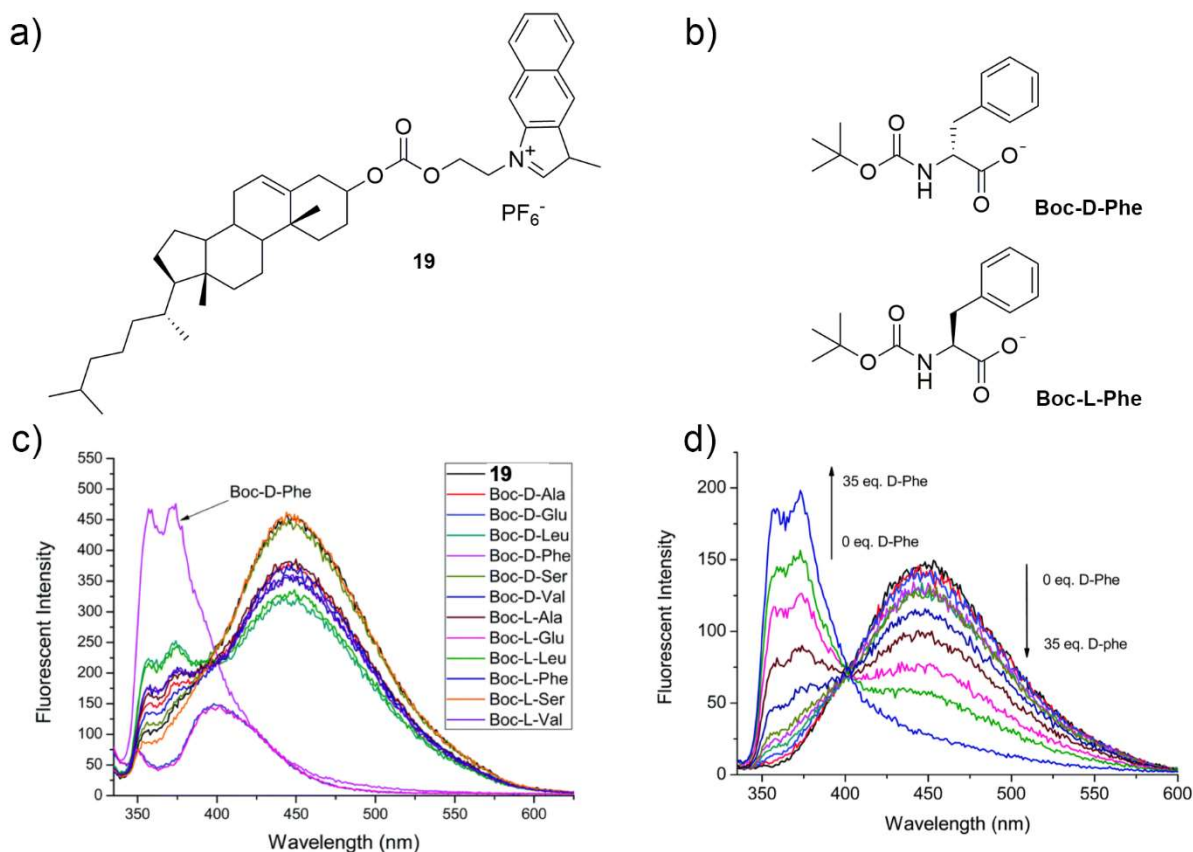 a)
b)
O
O
O
N
+
PF6-
19
O
O
N
H
O
O-
Boc-D-Phe
O
O
N
H
O
O-
Boc-L-Phe
c)
d)
550
500
450
400
350
300
250
200
150
100
50
0
Fluorescent Intensity
Boc-D-Phe
19
Boc-D-Ala
Boc-D-Glu
Boc-D-Leu
Boc-D-Phe
Boc-D-Ser
Boc-D-Val
Boc-L-Ala
Boc-L-Glu
Boc-L-Leu
Boc-L-Phe
Boc-L-Ser
Boc-L-Val
350 400 450 500 550 600
Wavelength (nm)
200
150
100
50
0
Fluorescent Intensity
35 eq. D-Phe
0 eq. D-Phe
0 eq. D-Phe
35 eq. D-phe
350 400 450 500 550 600
Wavelength (nm)